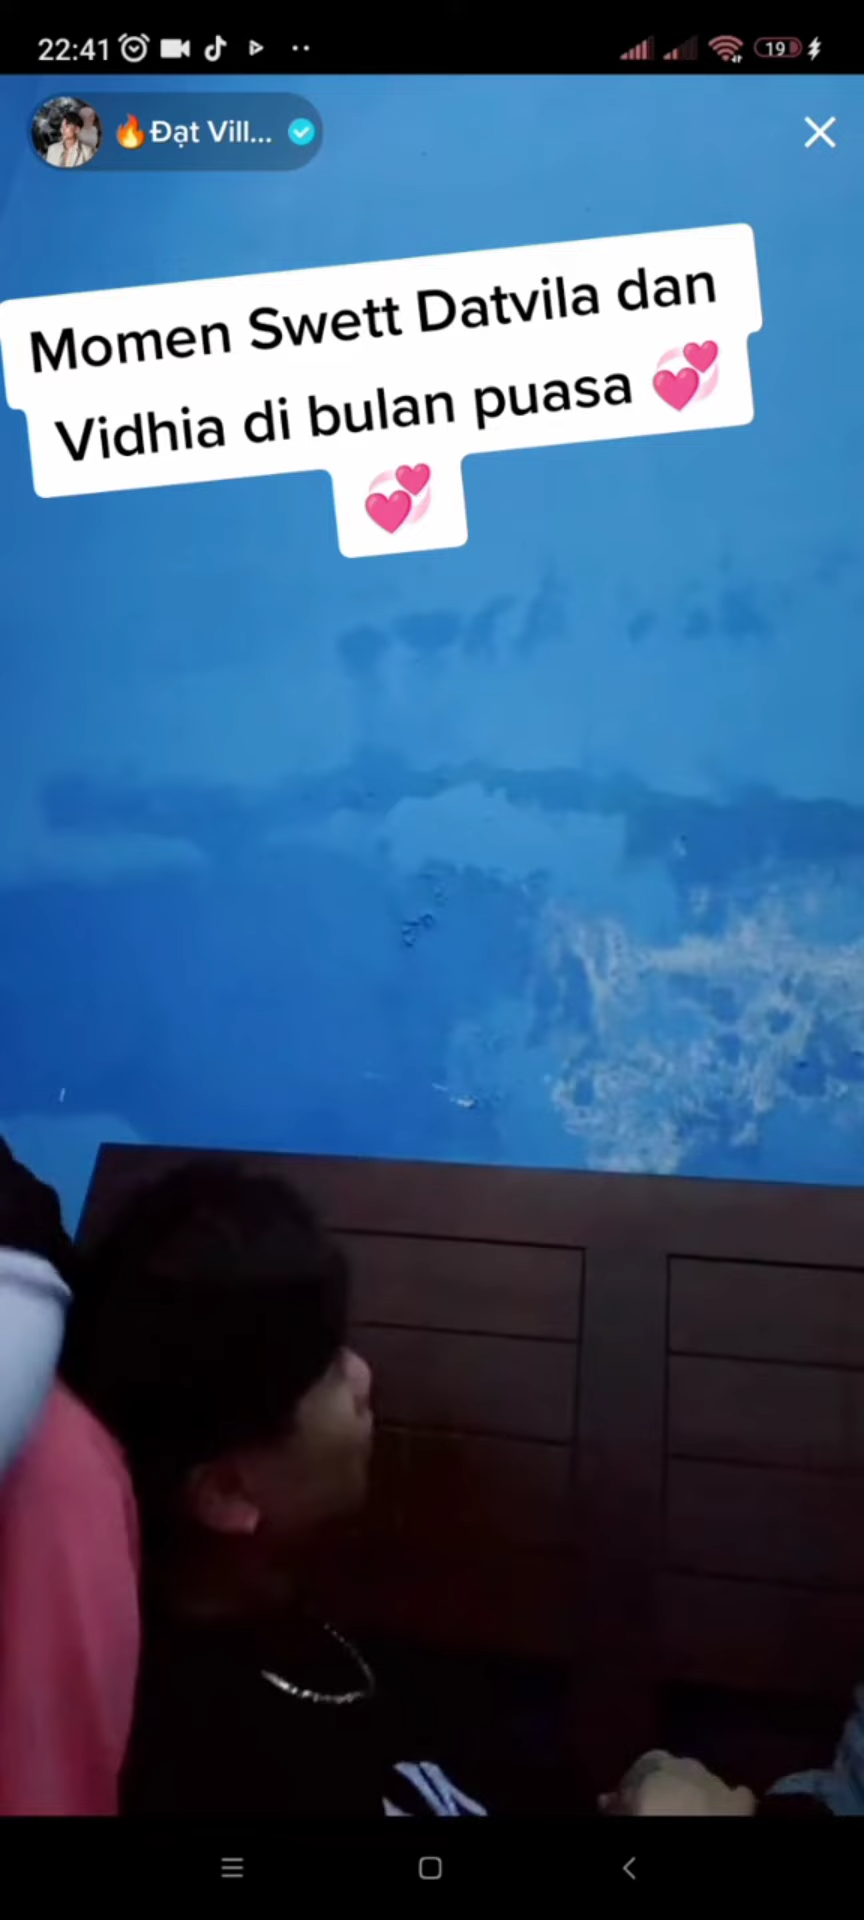 22:41
19
🔥Đạt Vill...
Momen Swett Datvila dan
Vidhia di bulan puasa 💞
💞